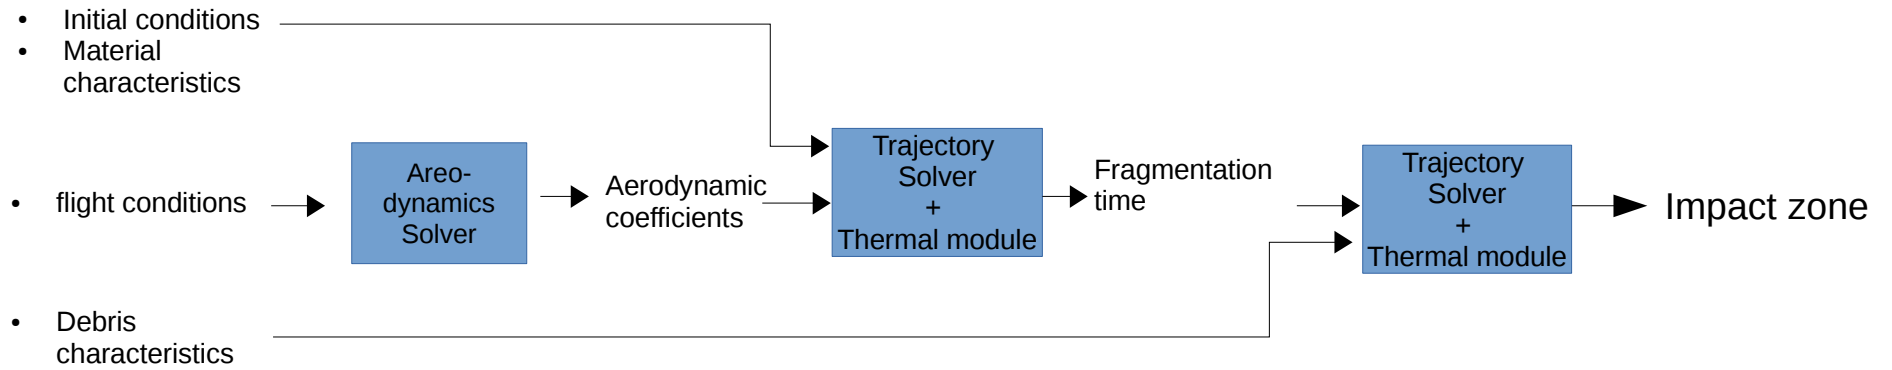 • Initial conditions
• Material
characteristics
• flight conditions
Areo-
dynamics
Solver
Aerodynamic
coefficients
Trajectory
Solver
+
Thermal module
Fragmentation
time
Trajectory
Solver
+
Thermal module
Impact zone
• Debris
characteristics